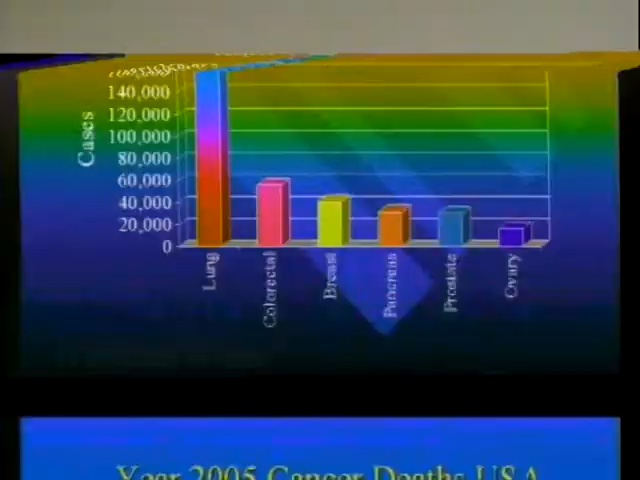 140,000
120,000
100,000
80,000
60,000
40,000
20,000
0
Cases
Lung
Colorectal
Breast
Pancreas
Prostate
Ovary
Year 2005 Cancer Deaths USA